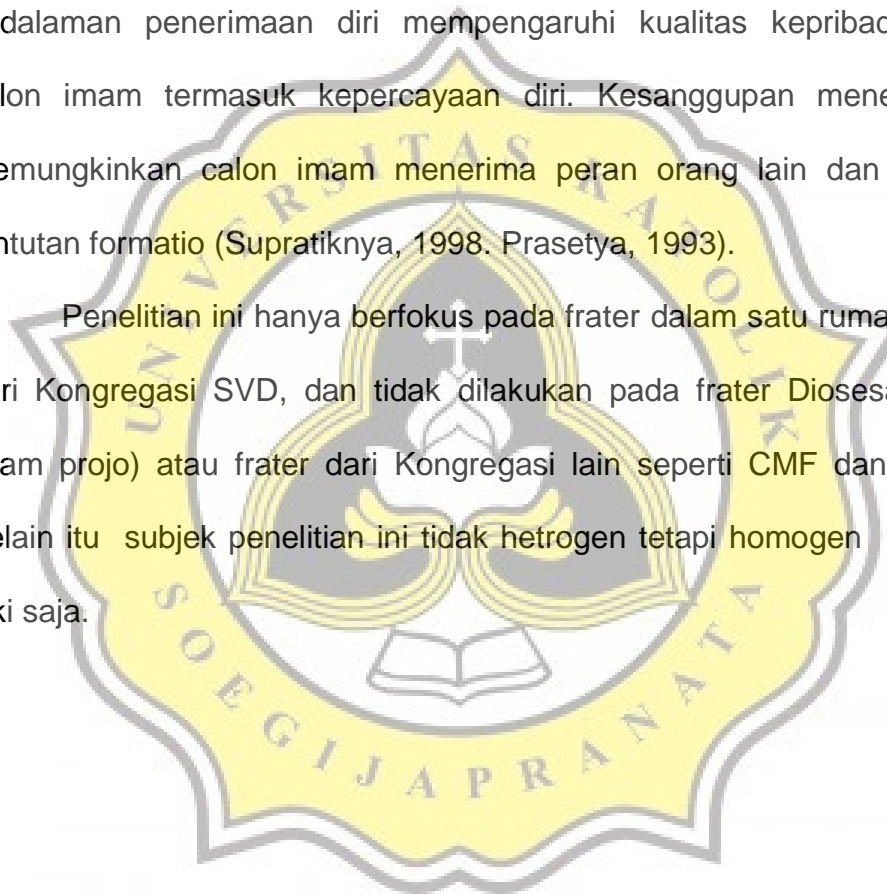 dalaman penerimaan diri mempengaruhi kualitas kepribad
lon imam termasuk kepercayaan diri. Kesanggupan mene
emungkinkan calon imam menerima peran orang lain dan
ntutan formatio (Supratiknya, 1998. Prasetya, 1993).
Penelitian ini hanya berfokus pada frater dalam satu ruma
ri Kongregasi SVD, dan tidak dilakukan pada frater Dioses
am projo) atau frater dari Kongregasi lain seperti CMF dan
elain itu subjek penelitian ini tidak hetrogen tetapi homogen
ki saja.
UNIVERSITAS KATOLIK
SOEGIJAPRANATA